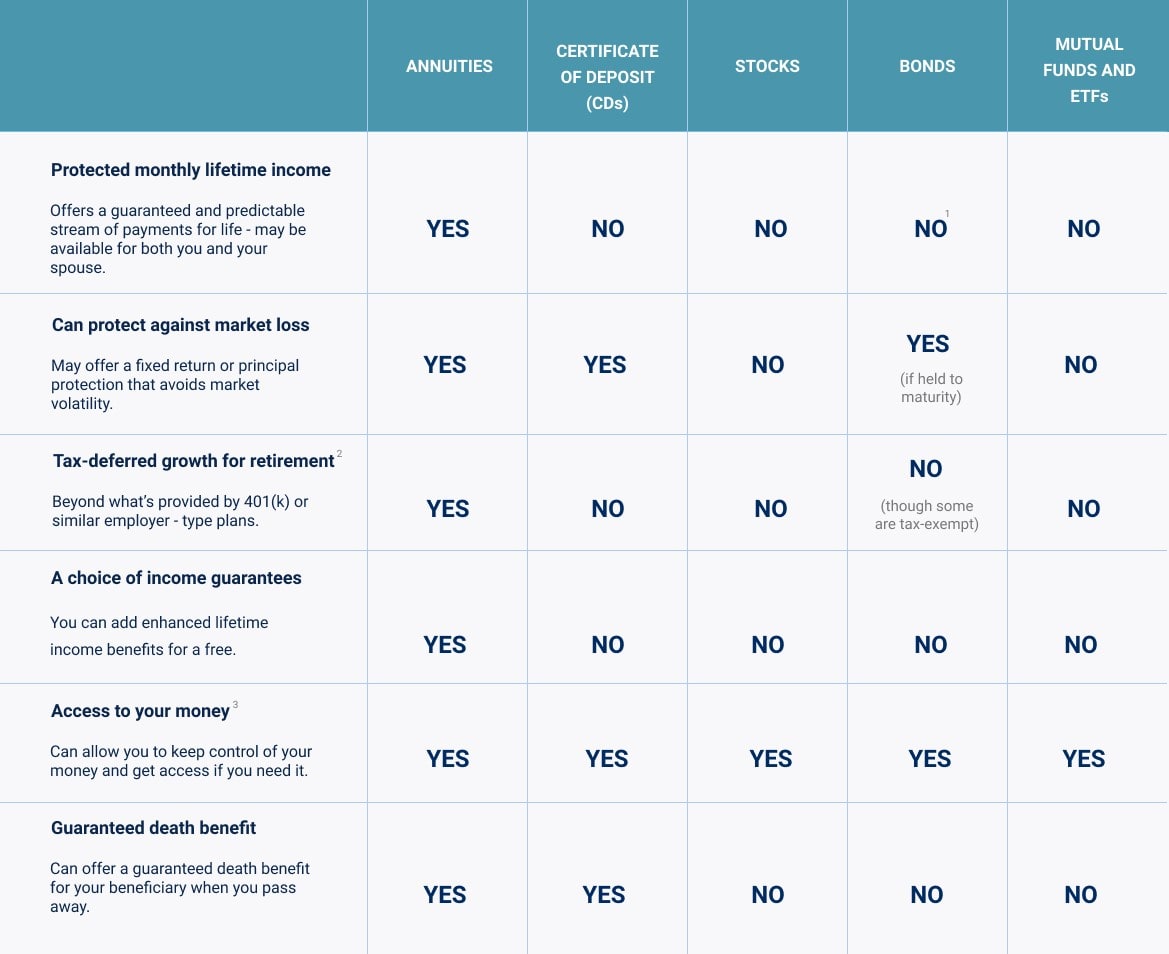 ANNUITIES
CERTIFICATE
OF DEPOSIT
(CDs)
STOCKS
BONDS
MUTUAL
FUNDS AND
ETFs
Protected monthly lifetime income
Offers a guaranteed and predictable
stream of payments for life - may be
available for both you and your
spouse.
YES
NO
NO
NO 1
NO
Can protect against market loss
May offer a fixed return or principal
protection that avoids market
volatility.
YES
YES
NO
YES
(if held to
maturity)
NO
Tax-deferred growth for retirement 2
Beyond what’s provided by 401(k) or
similar employer - type plans.
YES
NO
NO
NO
(though some
are tax-exempt)
NO
A choice of income guarantees
You can add enhanced lifetime
income benefits for a free.
YES
NO
NO
NO
NO
Access to your money 3
Can allow you to keep control of your
money and get access if you need it.
YES
YES
YES
YES
YES
Guaranteed death benefit
Can offer a guaranteed death benefit
for your beneficiary when you pass
away.
YES
YES
NO
NO
NO